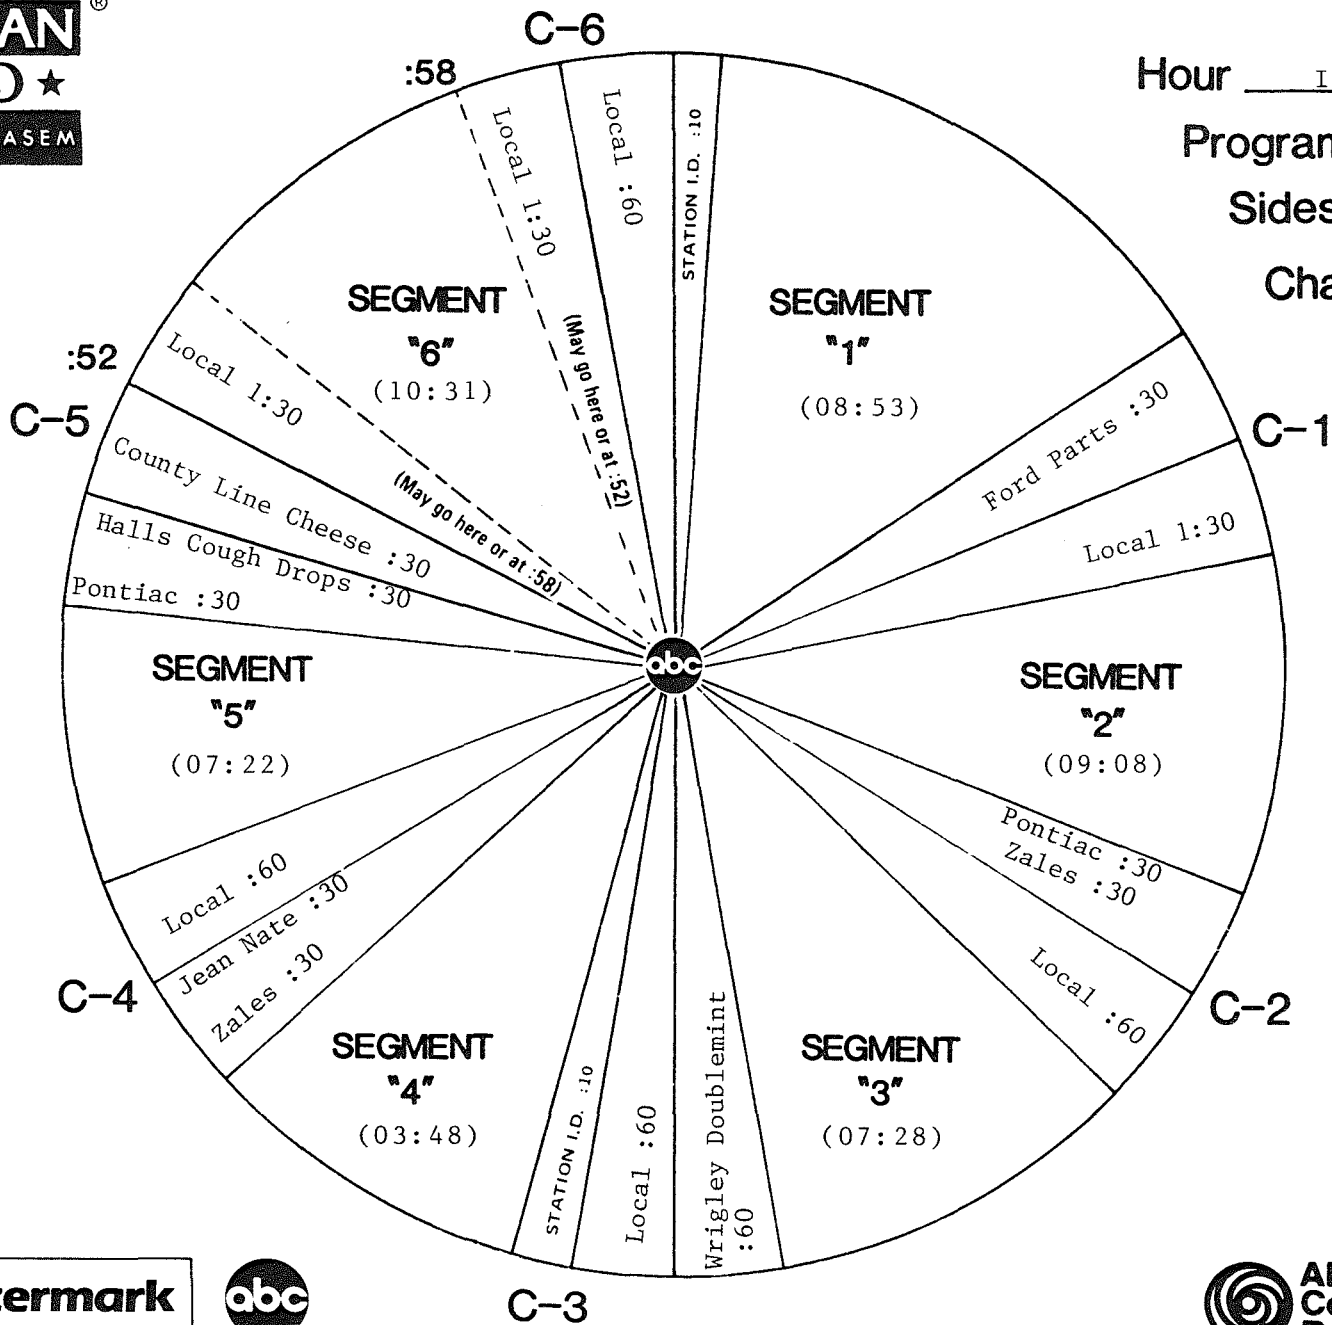 ®
AN
ASEM
Hour I
C-6
:58
Local 1:30
(May go here or at :52)
Local :60
STATION I.D. :10
SEGMENT
"1"
(08:53)
Ford Parts :30
C-1
Local 1:30
SEGMENT
"2"
(09:08)
Pontiac :30
Zales :30
C-2
Local :60
SEGMENT
"3"
(07:28)
Wrigley Doublemint
:60
C-3
Local :60
STATION I.D. :10
SEGMENT
"4"
(03:48)
Zales :30
Jean Nate :30
C-4
Local :60
SEGMENT
"5"
(07:22)
Pontiac :30
Halls Cough Drops :30
County Line Cheese :30
C-5
:52
Local 1:30
(May go here or at :58)
SEGMENT
"6"
(10:31)
abc
termark
abc